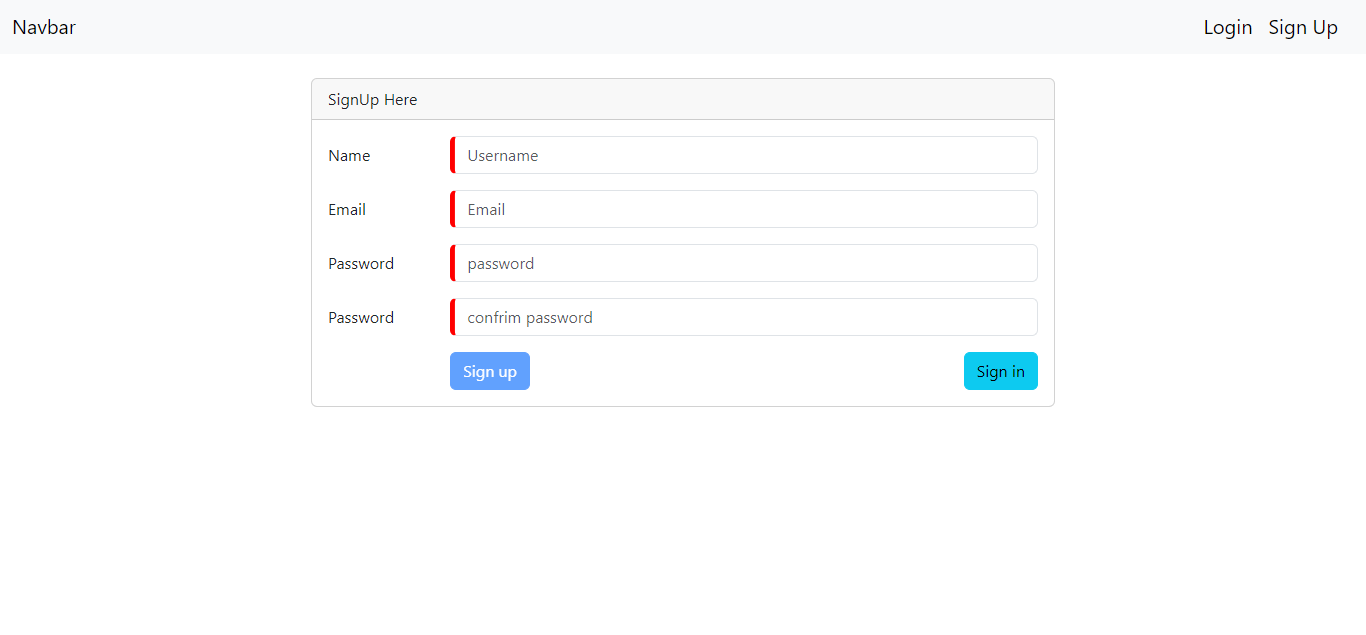 Navbar Login Sign Up
SignUp Here
Name Username
Email Email
Password password
Password confrim password
Sign up Sign in